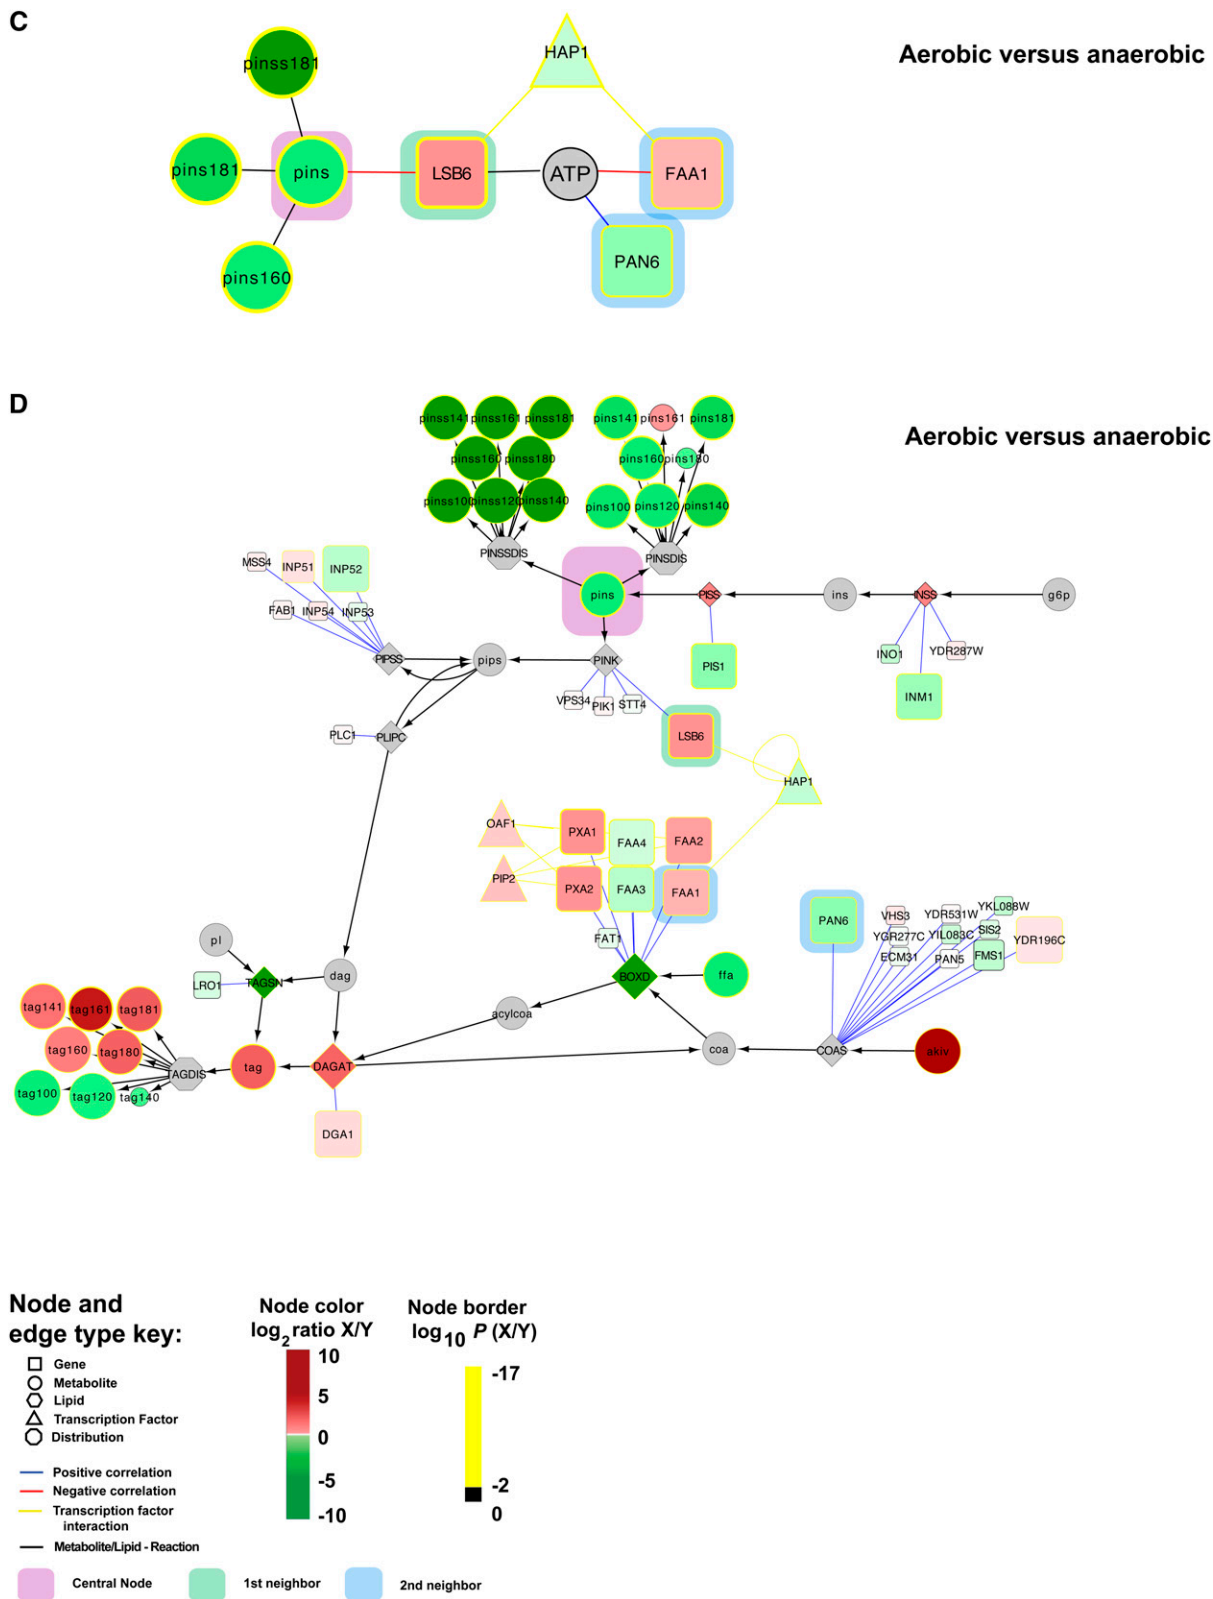 C
Aerobic versus anaerobic
HAP1
pinss181
pins181
pins
LSB6
ATP
FAA1
pins160
PAN6
D
Aerobic versus anaerobic
pinss141
pinss161
pinss181
pins141
pins161
pins181
pinss160
pinss180
pins160
pins180
pinss100
pinss120
pinss140
pins100
pins120
pins140
PINSSDIS
PINSDIS
MSS4
INP51
INP52
FAB1
INP54
INP53
pins
PISS
ins
INSS
g6p
PIPSS
pips
PINK
PIS1
INO1
YDR287W
INM1
VPS34
PIK1
STT4
PLC1
PLIPC
LSB6
HAP1
OAF1
PXA1
FAA4
FAA2
PIP2
PXA2
FAA3
FAA1
FAT1
PAN6
VHS3
YDR531W
YKL088W
YGR277C
YIL083C
SIS2
YDR196C
ECM31
PAN5
FMS1
pl
LRO1
TAGSN
dag
BOXD
ffa
acylcoa
coa
COAS
akiv
tag141
tag161
tag181
tag160
tag180
tag100
tag120
tag140
TAGDIS
tag
DAGAT
DGA1
Node and
edge type key:
Gene
Metabolite
Lipid
Transcription Factor
Distribution
Positive correlation
Negative correlation
Transcription factor
interaction
Metabolite/Lipid - Reaction
Node color
log2 ratio X/Y
10
5
0
-5
-10
Node border
log10 P (X/Y)
-17
-2
0
Central Node
1st neighbor
2nd neighbor